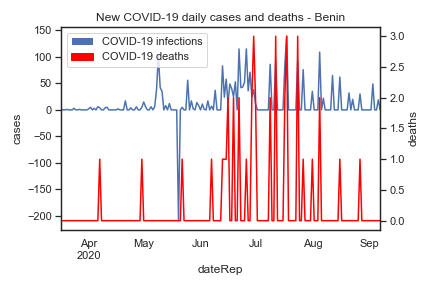 New COVID-19 daily cases and deaths - Benin
COVID-19 infections
COVID-19 deaths
cases
150
100
50
0
−50
−100
−150
−200
deaths
3.0
2.5
2.0
1.5
1.0
0.5
0.0
Apr May Jun Jul Aug Sep
2020
dateRep